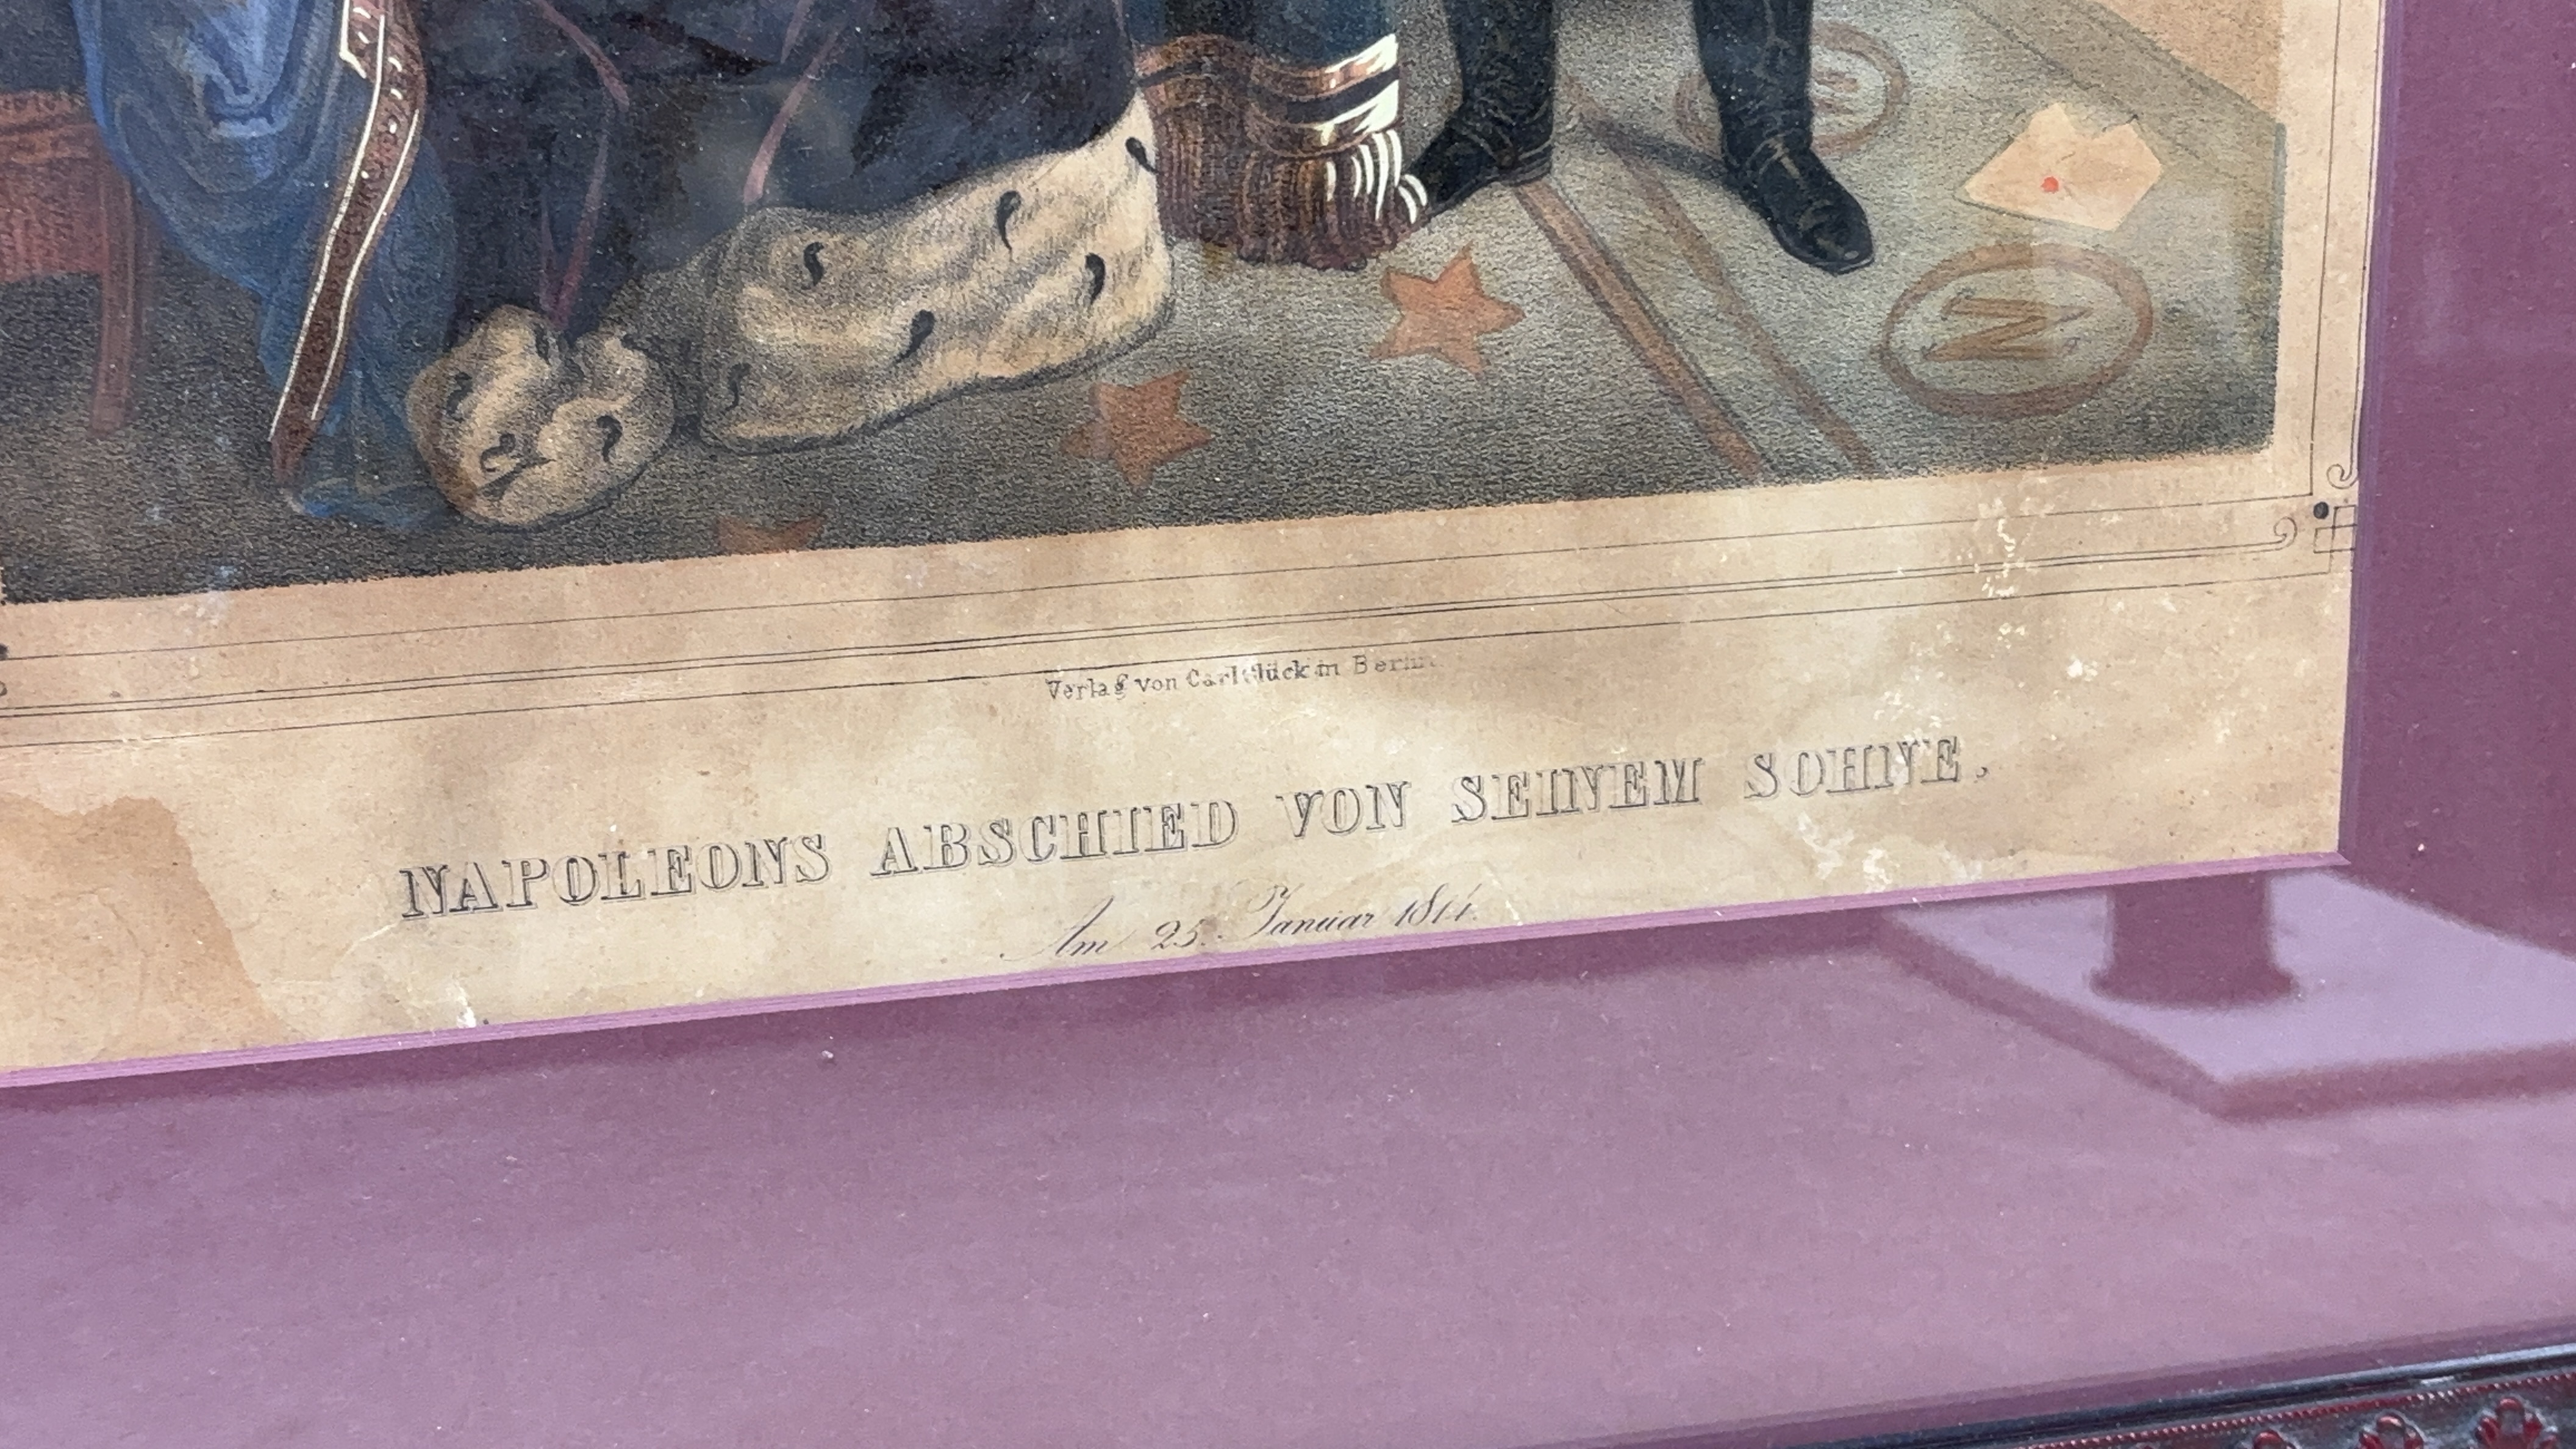 N
N
Verlag von Carl Glück in Berlin.
NAPOLEONS ABSCHIED VON SEINEM SOHNE,
Am 25. Januar 1814.